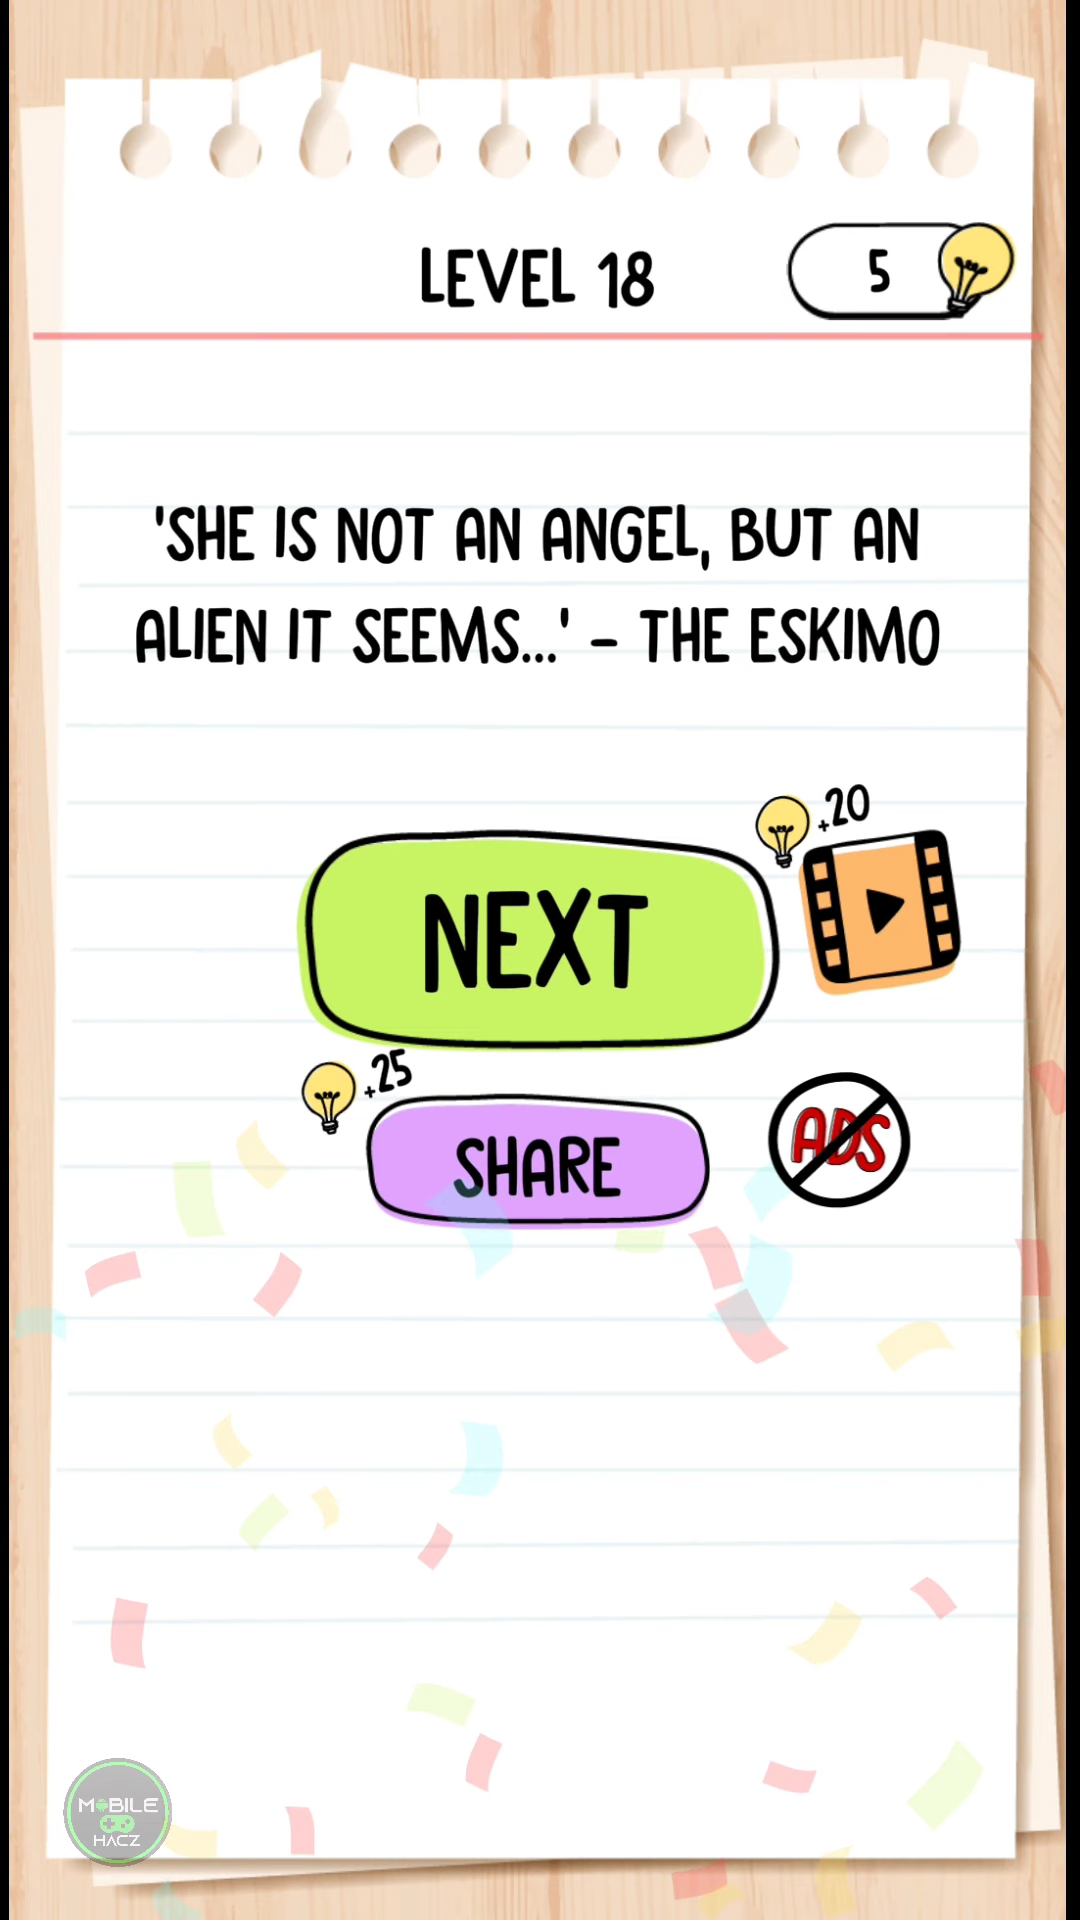 LEVEL 18
5
'SHE IS NOT AN ANGEL, BUT AN
ALIEN IT SEEMS...' - THE ESKIMO
+20
NEXT
+25
SHARE
ADS
MOBILE
HACZ